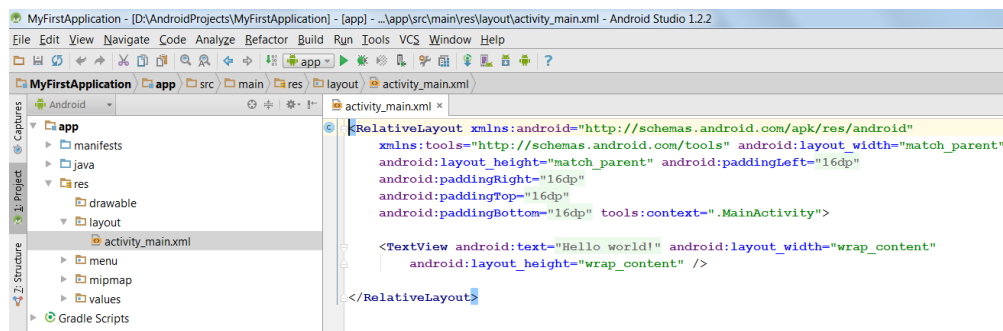 MyFirstApplication - [D:\AndroidProjects\MyFirstApplication] - [app] - ...\app\src\main\res\layout\activity_main.xml - Android Studio 1.2.2
File Edit View Navigate Code Analyze Refactor Build Run Tools VCS Window Help
app
MyFirstApplication app src main res layout activity_main.xml
Captures
1: Project
7: Structure
Android
app
manifests
java
res
drawable
layout
activity_main.xml
menu
mipmap
values
Gradle Scripts
activity_main.xml ×
<RelativeLayout xmlns:android="http://schemas.android.com/apk/res/android"
xmlns:tools="http://schemas.android.com/tools" android:layout_width="match_parent"
android:layout_height="match_parent" android:paddingLeft="16dp"
android:paddingRight="16dp"
android:paddingTop="16dp"
android:paddingBottom="16dp" tools:context=".MainActivity">
<TextView android:text="Hello world!" android:layout_width="wrap_content"
android:layout_height="wrap_content" />
</RelativeLayout>